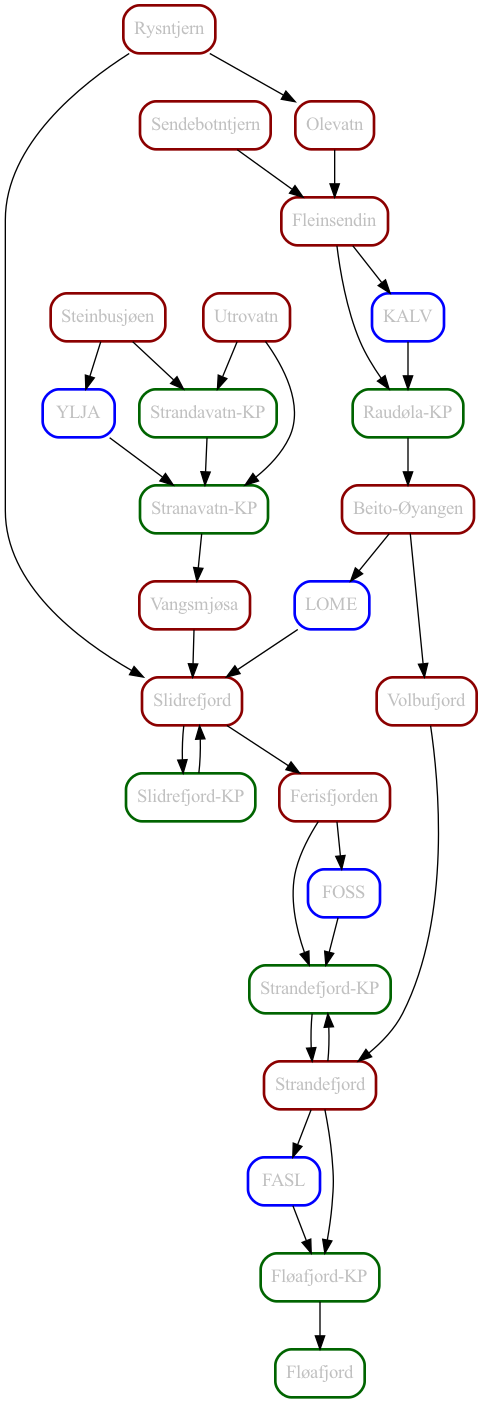 Rysntjern
Sendebotntjern
Olevatn
Fleinsendin
Steinbusjøen
Utrovatn
KALV
YLJA
Strandavatn-KP
Raudøla-KP
Stranavatn-KP
Beito-Øyangen
Vangsmjøsa
LOME
Slidrefjord
Volbufjord
Slidrefjord-KP
Ferisfjorden
FOSS
Strandefjord-KP
Strandefjord
FASL
Fløafjord-KP
Fløafjord